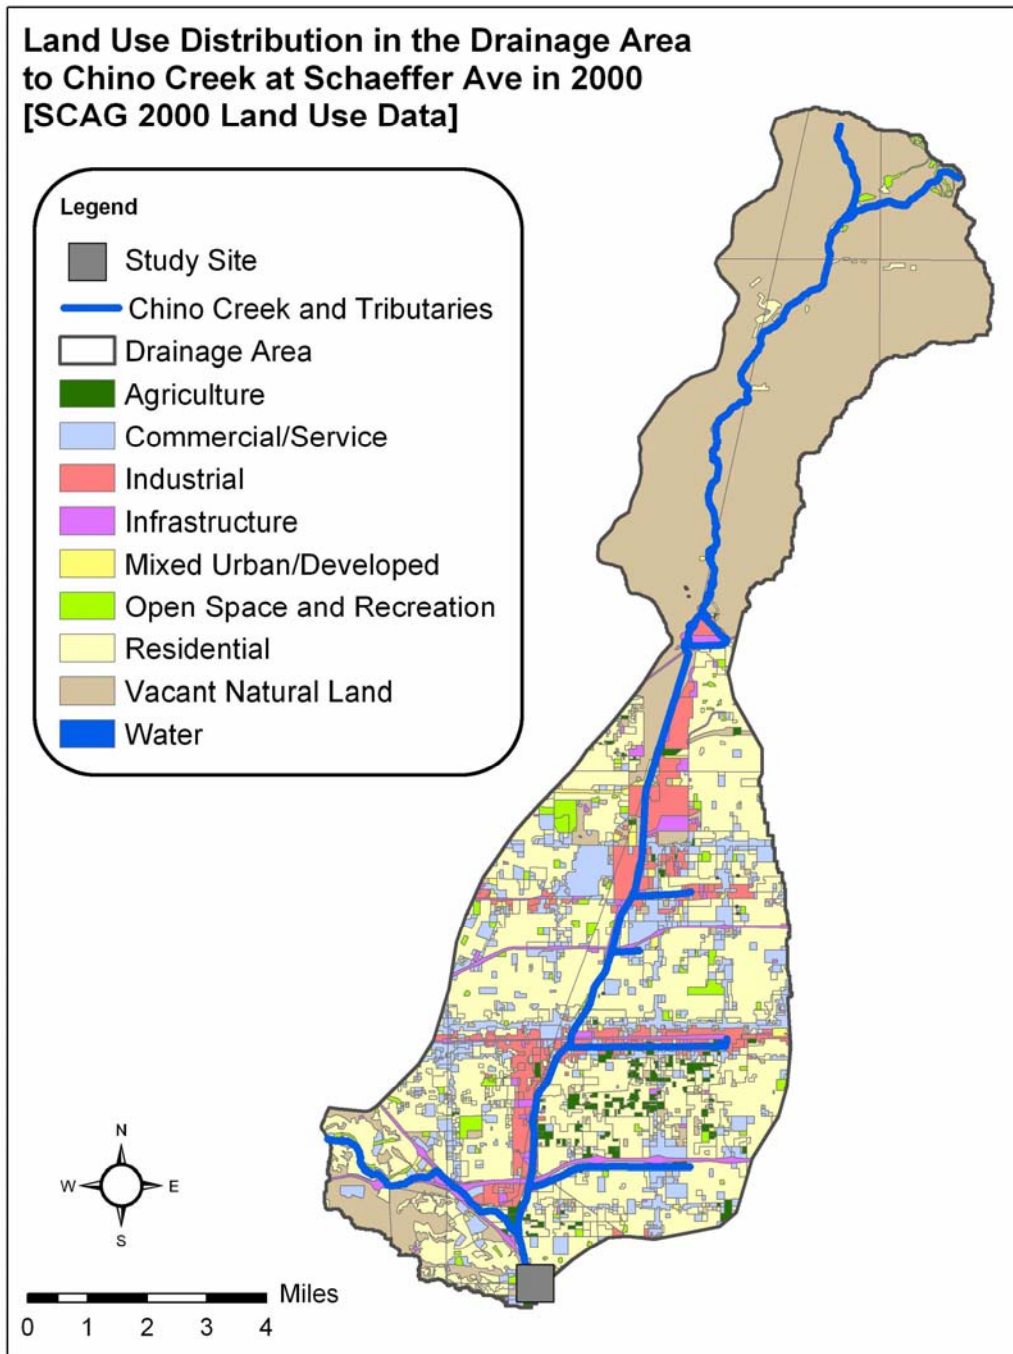 Land Use Distribution in the Drainage Area
to Chino Creek at Schaeffer Ave in 2000
[SCAG 2000 Land Use Data]
Legend
Study Site
Chino Creek and Tributaries
Drainage Area
Agriculture
Commercial/Service
Industrial
Infrastructure
Mixed Urban/Developed
Open Space and Recreation
Residential
Vacant Natural Land
Water
N
W E
S
Miles
0 1 2 3 4